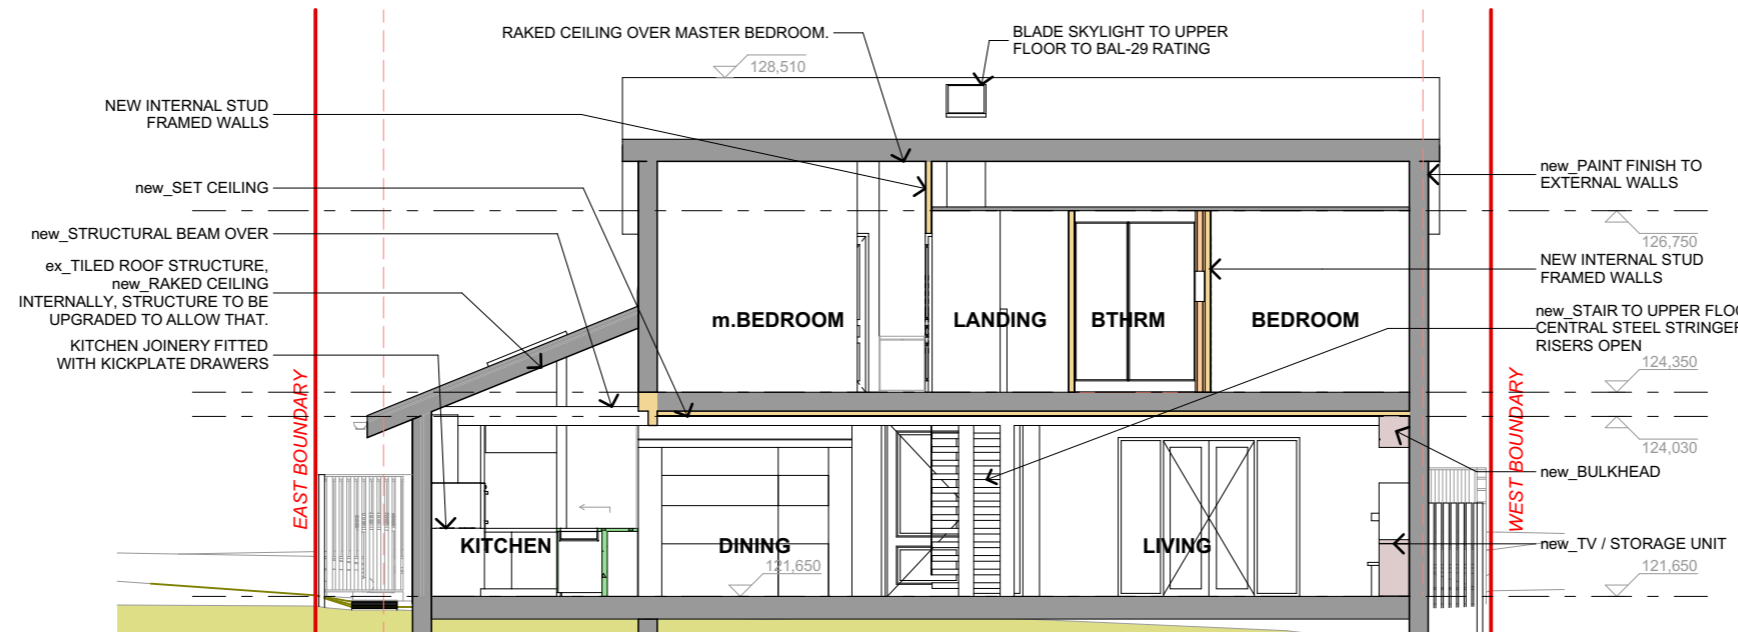 RAKED CEILING OVER MASTER BEDROOM.
BLADE SKYLIGHT TO UPPER
FLOOR TO BAL-29 RATING
128,510
NEW INTERNAL STUD
FRAMED WALLS
new_SET CEILING
new_STRUCTURAL BEAM OVER
ex_TILED ROOF STRUCTURE,
new_RAKED CEILING
INTERNALLY, STRUCTURE TO BE
UPGRADED TO ALLOW THAT.
KITCHEN JOINERY FITTED
WITH KICKPLATE DRAWERS
EAST BOUNDARY
m.BEDROOM
LANDING
BTHRM
BEDROOM
KITCHEN
DINING
LIVING
121,650
new_PAINT FINISH TO
EXTERNAL WALLS
126,750
NEW INTERNAL STUD
FRAMED WALLS
new_STAIR TO UPPER FLOO
CENTRAL STEEL STRINGER
RISERS OPEN
124,350
WEST BOUNDARY
124,030
new_BULKHEAD
new_TV / STORAGE UNIT
121,650